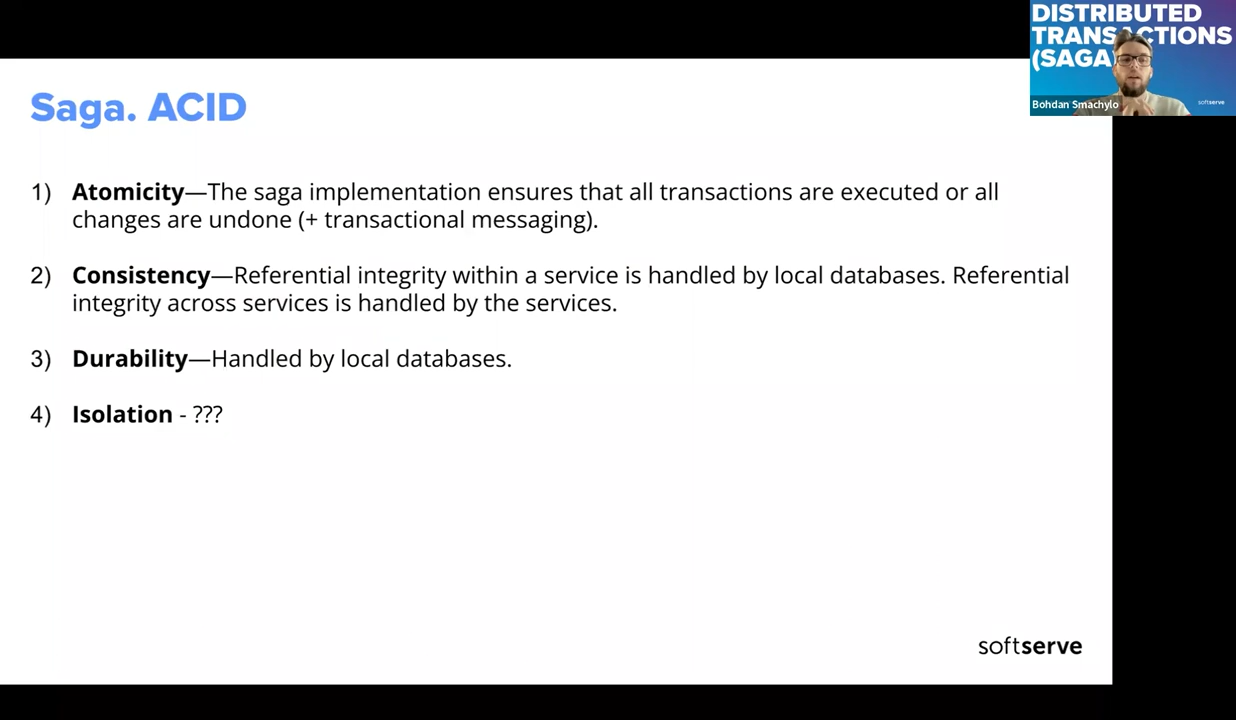 DISTRIBUTED
TRANSACTIONS
(SAGA
Bohdan Smachylo
softserve
Saga. ACID
1) Atomicity—The saga implementation ensures that all transactions are executed or all
changes are undone (+ transactional messaging).
2) Consistency—Referential integrity within a service is handled by local databases. Referential
integrity across services is handled by the services.
3) Durability—Handled by local databases.
4) Isolation - ???
softserve